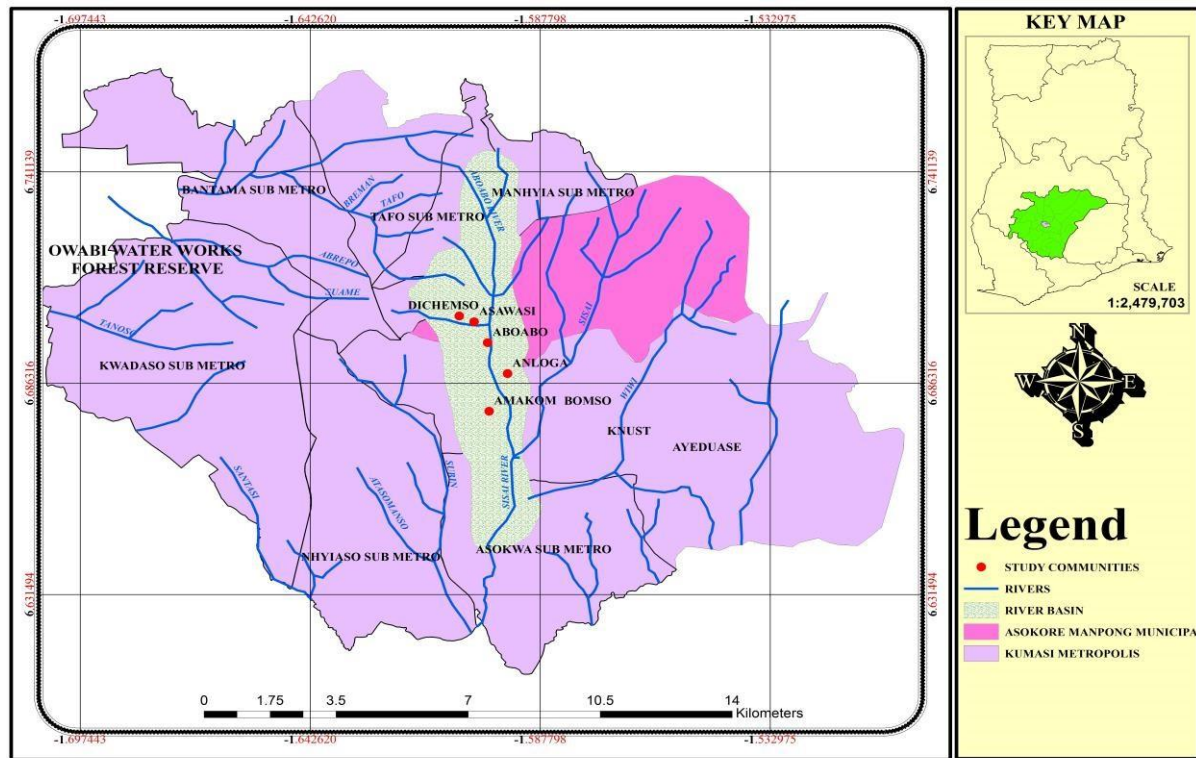 -1.697443
-1.642620
-1.587798
-1.532975
6.741139
6.741139
BANTAMA SUB METRO
BREMAN
TAFO
TAFO SUB METRO
ABOABO RIVER
MANHYIA SUB METRO
OWABI WATER WORKS
FOREST RESERVE
ABREPO
SUAME
TANOSO
DICHEMSO
ASAWASI
SISAI
ABOABO
KWADASO SUB METRO
ANLOGA
6.686316
6.686316
AMAKOM BOMSO
WIWI
KNUST
AYEDUASE
SANTASI
ATASOMANSO
SUBIN
SISAI RIVER
NHYIASO SUB METRO
ASOKWA SUB METRO
6.631494
6.631494
0 1.75 3.5 7 10.5 14
Kilometers
-1.697443
-1.642620
-1.587798
-1.532975
KEY MAP
SCALE
1:2,479,703
N
W
E
S
Legend
STUDY COMMUNITIES
RIVERS
RIVER BASIN
ASOKORE MANPONG MUNICIPA
KUMASI METROPOLIS